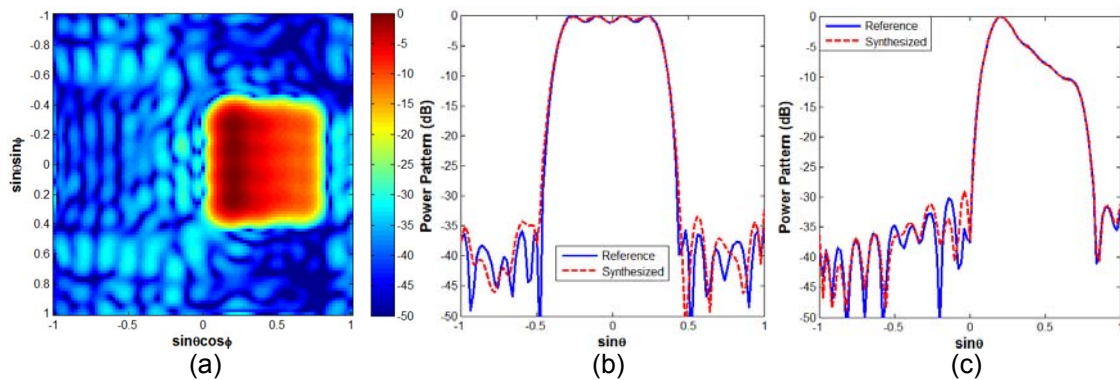 -1
-0.8
-0.6
-0.4
-0.2
0
0.2
0.4
0.6
0.8
1
sinθsinϕ
-1 -0.5 0 0.5 1
sinθcosϕ
0
-5
-10
-15
-20
-25
-30
-35
-40
-45
-50
(a)
Power Pattern (dB)
0
-5
-10
-15
-20
-25
-30
-35
-40
-45
-50
Reference
Synthesized
-1 -0.5 0 0.5 1
sinθ
(b)
Power Pattern (dB)
0
-5
-10
-15
-20
-25
-30
-35
-40
-45
-50
Reference
Synthesized
-1 -0.5 0 0.5
sinθ
(c)